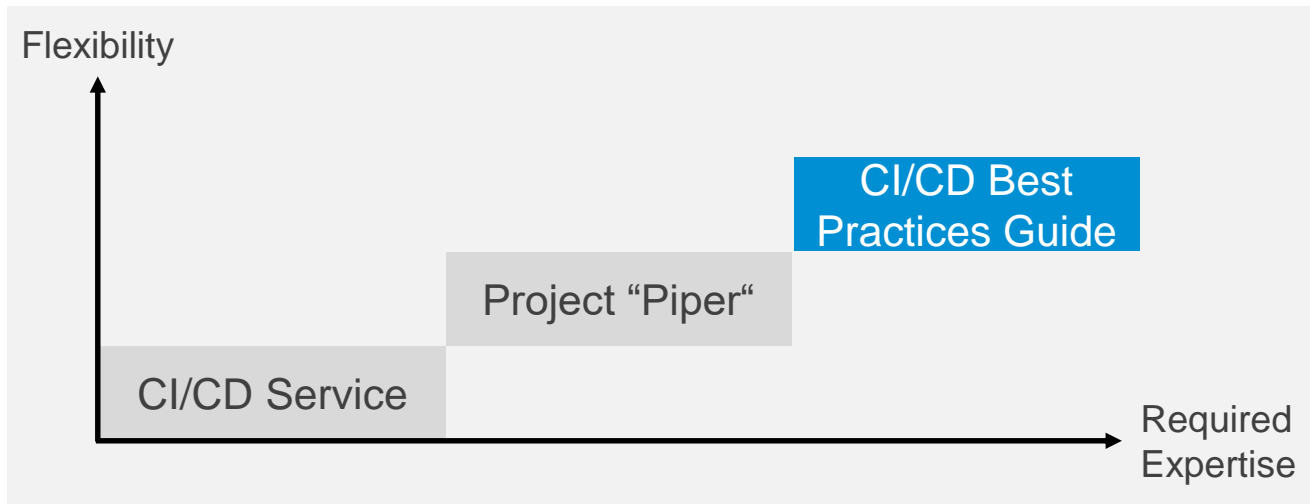 Flexibility
CI/CD Best
Practices Guide
Project “Piper“
CI/CD Service
Required
Expertise